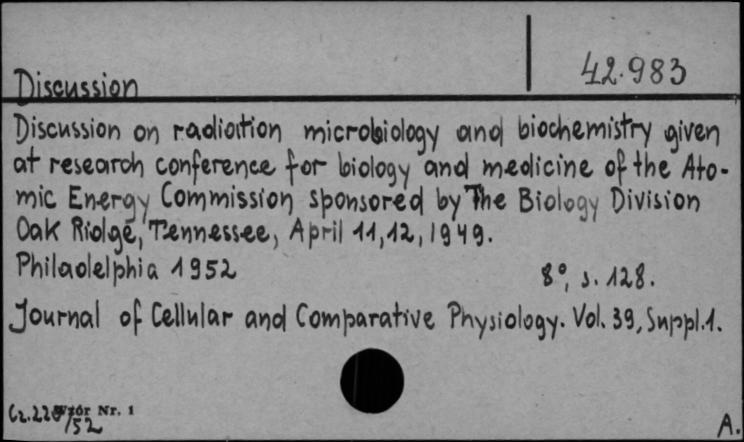 42.983
Discussion
Discussion on radiation microbiology and biochemistry given
at research conference for biology and medicine of the Ato-
mic Energy Commission sponsored by The Biology Division
Oak Ridge, Tennessee, April 11,12, 1949.
Philadelphia 1952
8°, s. 128.
Journal of Cellular and Comparative Physiology. Vol. 39, Suppl.1.
Wzór Nr. 1
/52
A.